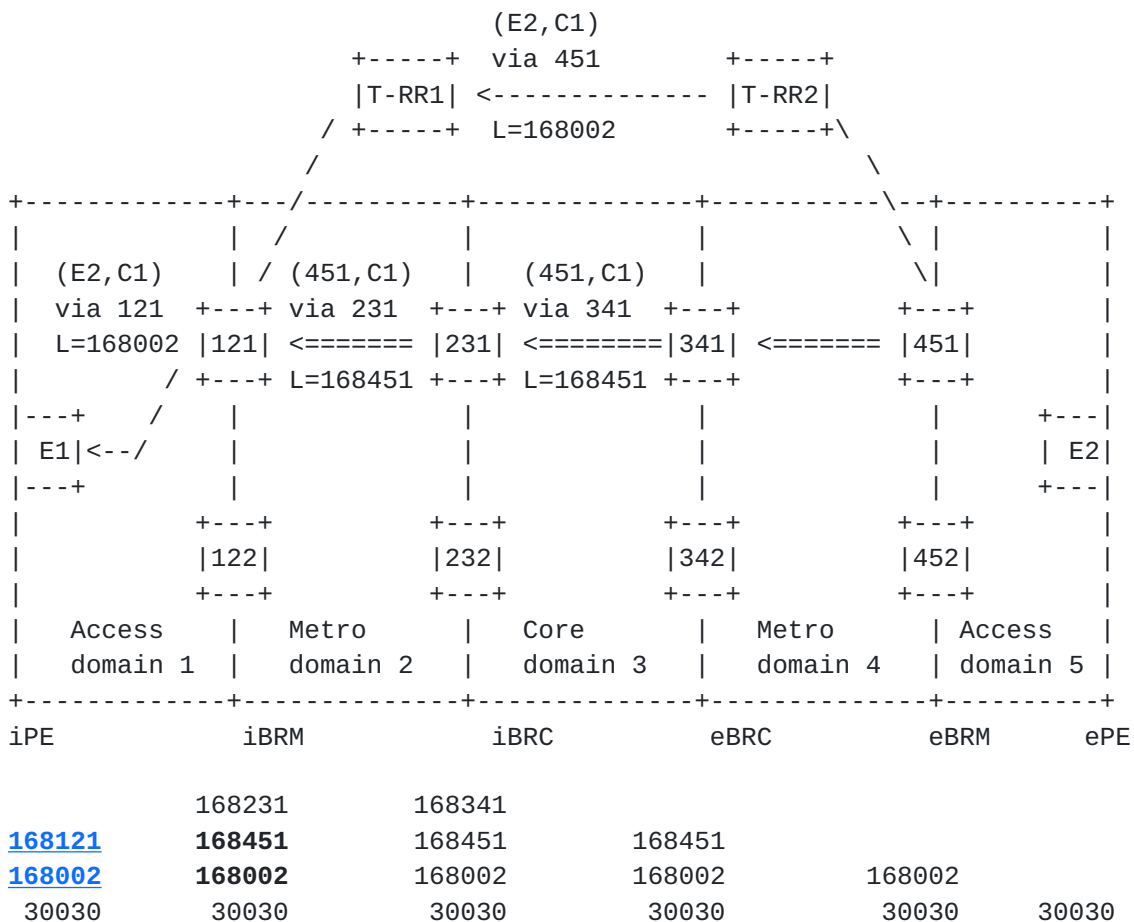 (E2,C1)
                      +-----+  via 451        +-----+
                      |T-RR1| <-------------- |T-RR2|
                    / +-----+  L=168002       +-----+\
                   /                                   \
+-------------+---/----------+--------------+-----------\--+----------+
|             |  /           |              |            \ |          |
|  (E2,C1)    | / (451,C1)   |   (451,C1)   |             \|          |
|  via 121  +---+ via 231  +---+ via 341  +---+          +---+        |
|  L=168002 |121| <======= |231| <========|341| <======= |451|        |
|         / +---+ L=168451 +---+ L=168451 +---+          +---+        |
|---+    /    |              |              |              |      +---|
| E1|<--/     |              |              |              |      | E2|
|---+         |              |              |              |      +---|
|           +---+          +---+          +---+          +---+        |
|           |122|          |232|          |342|          |452|        |
|           +---+          +---+          +---+          +---+        |
|   Access    |   Metro      |   Core       |   Metro      | Access   |
|   domain 1  |   domain 2   |   domain 3   |   domain 4   | domain 5 |
+-------------+--------------+--------------+--------------+----------+
iPE            iBRM            iBRC          eBRC          eBRM      ePE
            168231        168341
168121      168451        168451        168451
168002      168002        168002        168002         168002
 30030       30030         30030         30030          30030     30030